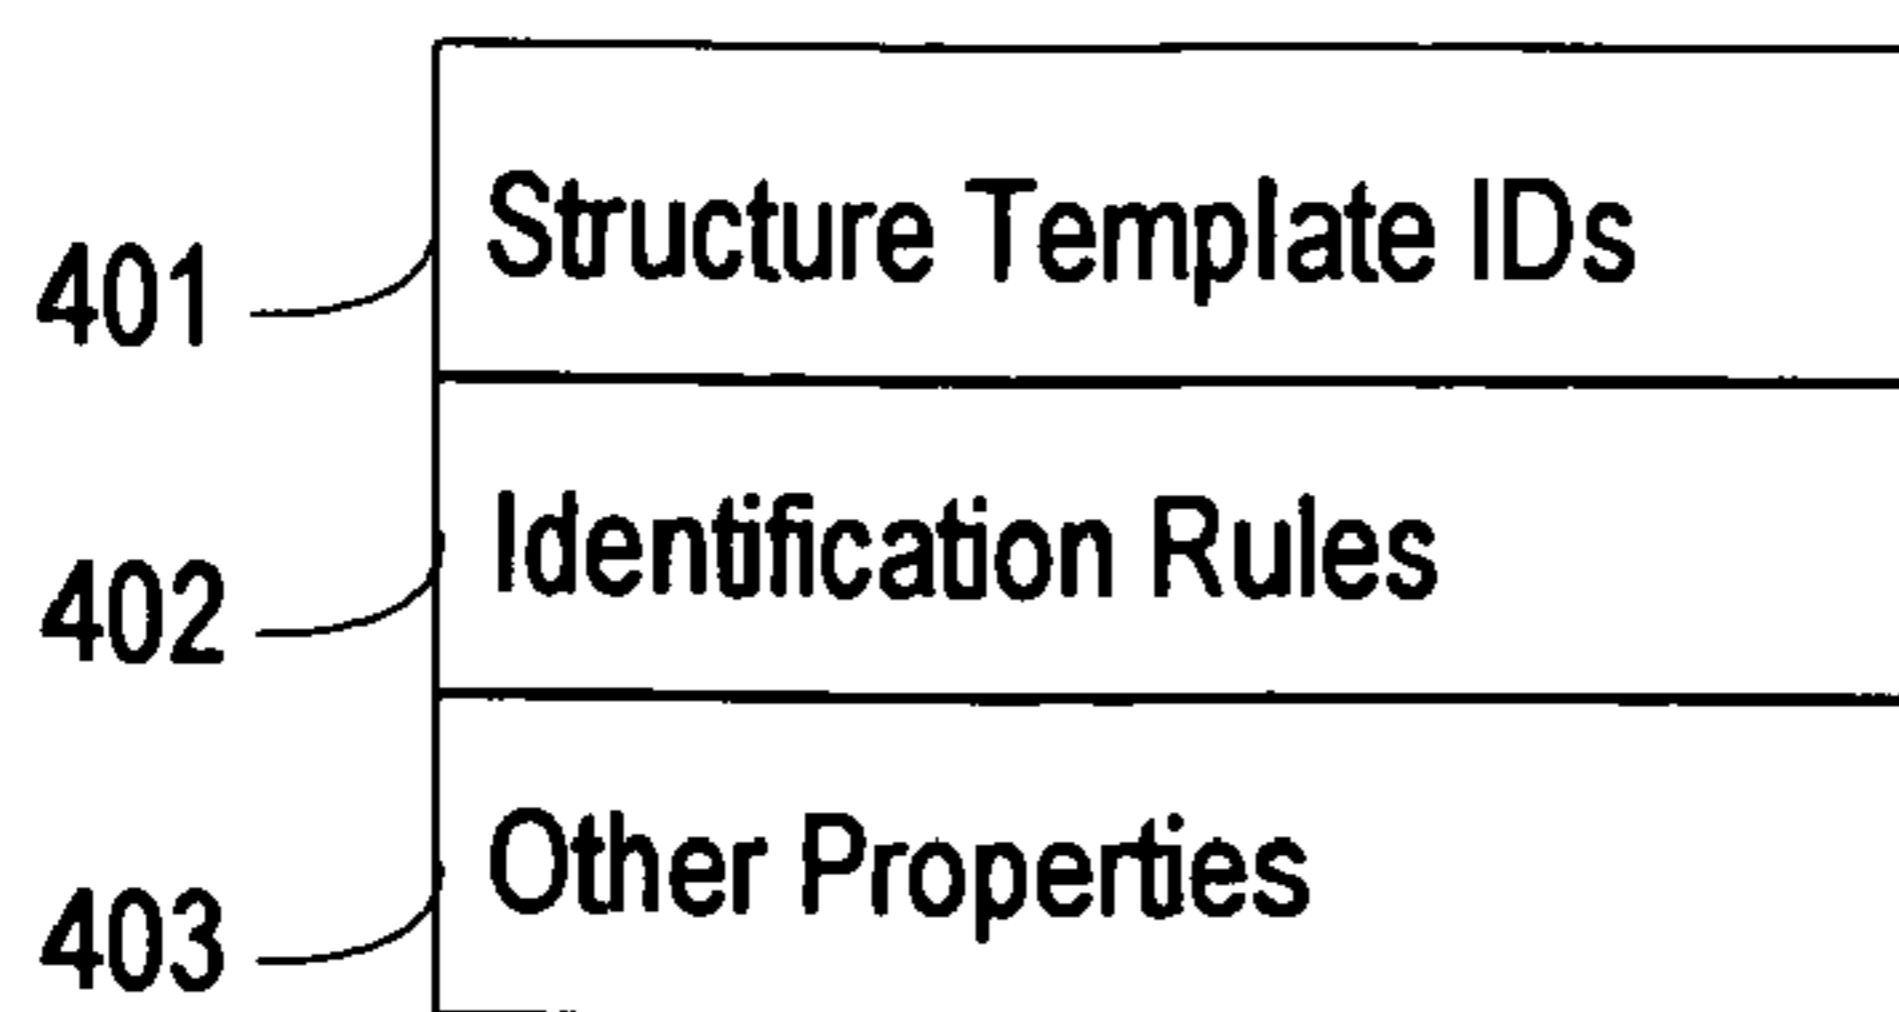 401 Structure Template IDs
402 Identification Rules
403 Other Properties